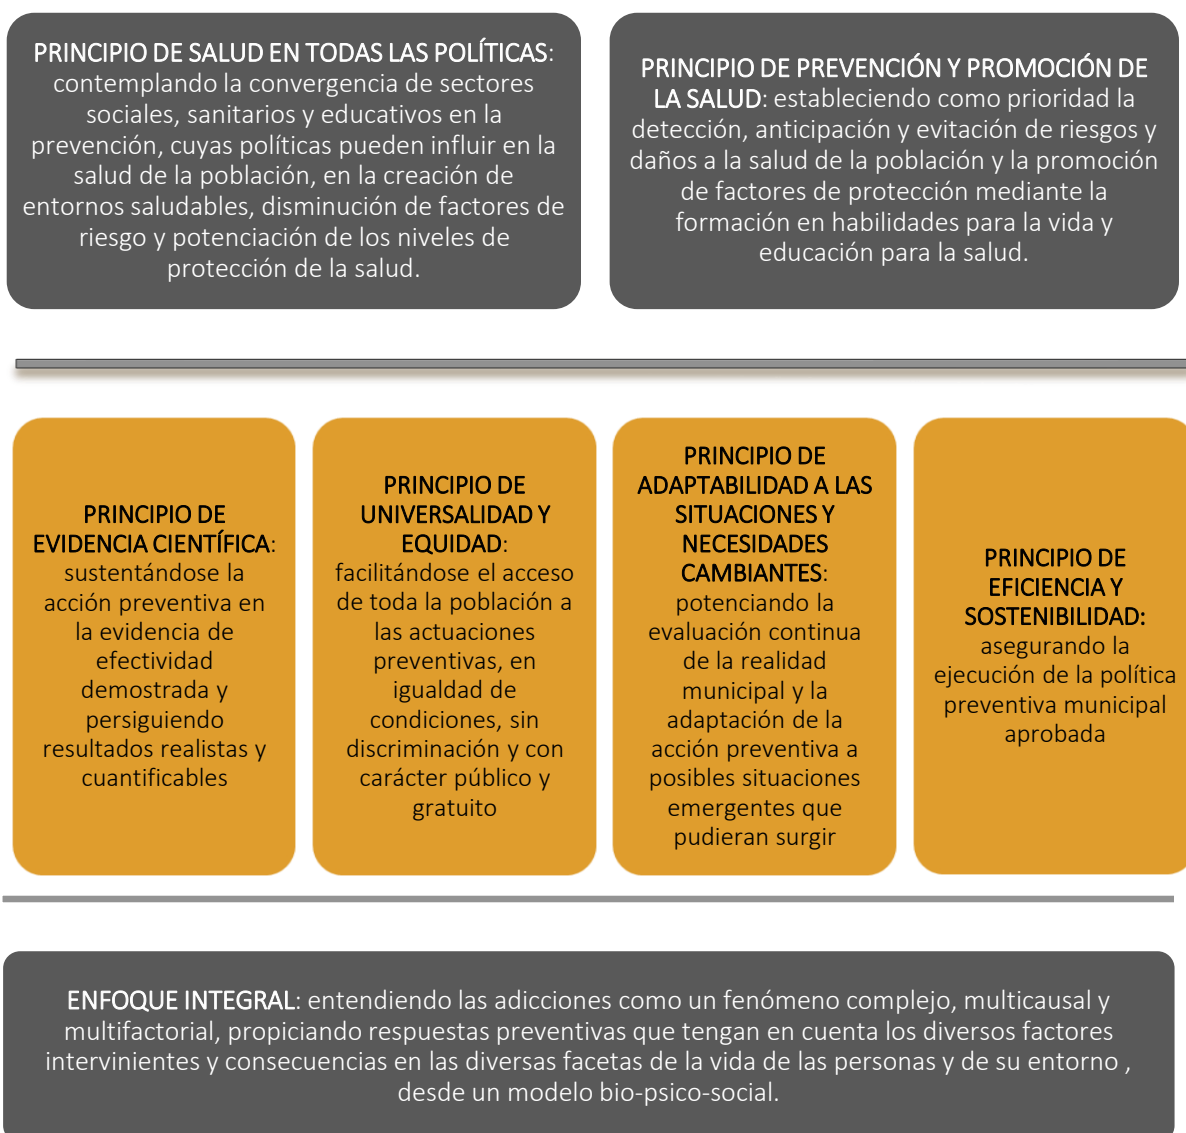 PRINCIPIO DE SALUD EN TODAS LAS POLÍTICAS:
contemplando la convergencia de sectores
sociales, sanitarios y educativos en la
prevención, cuyas políticas pueden influir en la
salud de la población, en la creación de
entornos saludables, disminución de factores de
riesgo y potenciación de los niveles de
protección de la salud.
PRINCIPIO DE PREVENCIÓN Y PROMOCIÓN DE
LA SALUD: estableciendo como prioridad la
detección, anticipación y evitación de riesgos y
daños a la salud de la población y la promoción
de factores de protección mediante la
formación en habilidades para la vida y
educación para la salud.
PRINCIPIO DE
EVIDENCIA CIENTÍFICA:
sustentándose la
acción preventiva en
la evidencia de
efectividad
demostrada y
persiguiendo
resultados realistas y
cuantificables
PRINCIPIO DE
UNIVERSALIDAD Y
EQUIDAD:
facilitándose el acceso
de toda la población a
las actuaciones
preventivas, en
igualdad de
condiciones, sin
discriminación y con
carácter público y
gratuito
PRINCIPIO DE
ADAPTABILIDAD A LAS
SITUACIONES Y
NECESIDADES
CAMBIANTES:
potenciando la
evaluación continua
de la realidad
municipal y la
adaptación de la
acción preventiva a
posibles situaciones
emergentes que
pudieran surgir
PRINCIPIO DE
EFICIENCIA Y
SOSTENIBILIDAD:
asegurando la
ejecución de la política
preventiva municipal
aprobada
ENFOQUE INTEGRAL: entendiendo las adicciones como un fenómeno complejo, multicausal y
multifactorial, propiciando respuestas preventivas que tengan en cuenta los diversos factores
intervinientes y consecuencias en las diversas facetas de la vida de las personas y de su entorno ,
desde un modelo bio-psico-social.